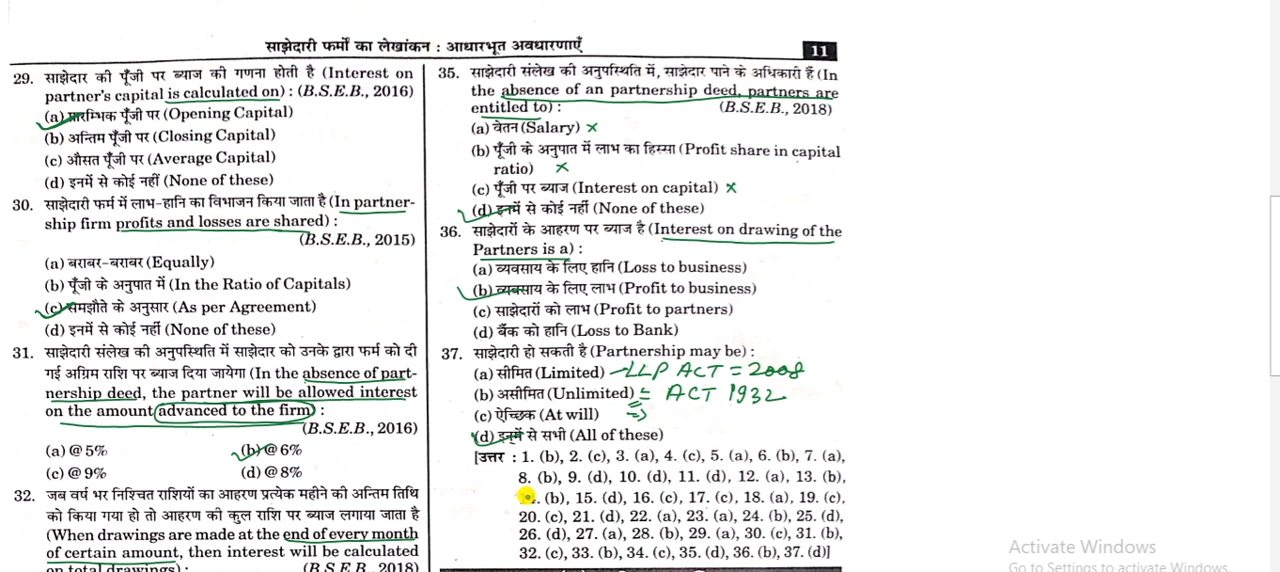 साझेदारी फर्मों का लेखांकन : आधारभूत अवधारणाएँ
11
29. साझेदार की पूँजी पर ब्याज की गणना होती है (Interest on
partner's capital is calculated on) : (B.S.E.B., 2016)
(a) प्रारम्भिक पूँजी पर (Opening Capital)
(b) अन्तिम पूँजी पर (Closing Capital)
(c) औसत पूँजी पर (Average Capital)
(d) इनमें से कोई नहीं (None of these)
30. साझेदारी फर्म में लाभ-हानि का विभाजन किया जाता है (In partner-
ship firm profits and losses are shared) :
(B.S.E.B., 2015)
(a) बराबर-बराबर (Equally)
(b) पूँजी के अनुपात में (In the Ratio of Capitals)
(c) समझौते के अनुसार (As per Agreement)
(d) इनमें से कोई नहीं (None of these)
31. साझेदारी संलेख की अनुपस्थिति में साझेदार को उनके द्वारा फर्म को दी
गई अग्रिम राशि पर ब्याज दिया जायेगा (In the absence of part-
nership deed, the partner will be allowed interest
on the amount advanced to the firm) :
(B.S.E.B., 2016)
(a) @ 5% (b) @ 6%
(c) @ 9% (d) @ 8%
32. जब वर्ष भर निश्चित राशियों का आहरण प्रत्येक महीने की अन्तिम तिथि
को किया गया हो तो आहरण की कुल राशि पर ब्याज लगाया जाता है
(When drawings are made at the end of every month
of certain amount, then interest will be calculated
on total drawings) : (B.S.E.B., 2018)
35. साझेदारी संलेख की अनुपस्थिति में, साझेदार पाने के अधिकारी हैं (In
the absence of an partnership deed, partners are
entitled to) : (B.S.E.B., 2018)
(a) वेतन (Salary) ×
(b) पूँजी के अनुपात में लाभ का हिस्सा (Profit share in capital
ratio) ×
(c) पूँजी पर ब्याज (Interest on capital) ×
(d) इनमें से कोई नहीं (None of these)
36. साझेदारों के आहरण पर ब्याज है (Interest on drawing of the
Partners is a) :
(a) व्यवसाय के लिए हानि (Loss to business)
(b) व्यवसाय के लिए लाभ (Profit to business)
(c) साझेदारों को लाभ (Profit to partners)
(d) बैंक को हानि (Loss to Bank)
37. साझेदारी हो सकती है (Partnership may be) :
(a) सीमित (Limited) – LLP ACT = 2008
(b) असीमित (Unlimited) = ACT 1932
(c) ऐच्छिक (At will) ⇒
(d) इनमें से सभी (All of these)
[उत्तर : 1. (b), 2. (c), 3. (a), 4. (c), 5. (a), 6. (b), 7. (a),
8. (b), 9. (d), 10. (d), 11. (d), 12. (a), 13. (b),
(b), 15. (d), 16. (c), 17. (c), 18. (a), 19. (c),
20. (c), 21. (d), 22. (a), 23. (a), 24. (b), 25. (d),
26. (d), 27. (a), 28. (b), 29. (a), 30. (c), 31. (b),
32. (c), 33. (b), 34. (c), 35. (d), 36. (b), 37. (d)]
Activate Windows
Go to Settings to activate Windows.